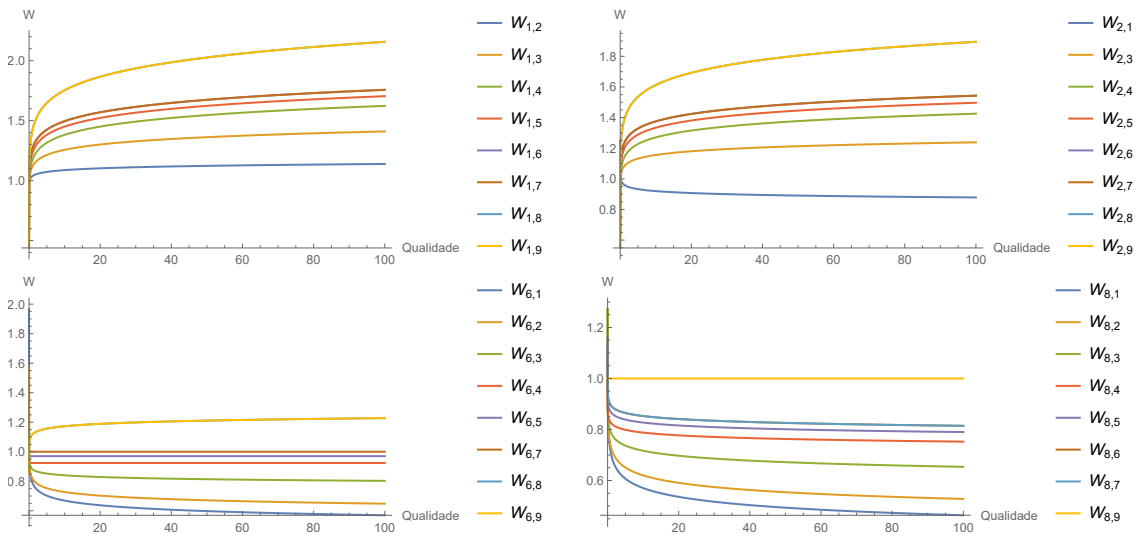 W
2.0
1.5
1.0
20
40
60
80
100
Qualidade
W1,2
W1,3
W1,4
W1,5
W1,6
W1,7
W1,8
W1,9
W
1.8
1.6
1.4
1.2
1.0
0.8
20
40
60
80
100
Qualidade
W2,1
W2,3
W2,4
W2,5
W2,6
W2,7
W2,8
W2,9
W
2.0
1.8
1.6
1.4
1.2
1.0
0.8
20
40
60
80
100
Qualidade
W6,1
W6,2
W6,3
W6,4
W6,5
W6,7
W6,8
W6,9
W
1.2
1.0
0.8
0.6
20
40
60
80
100
Qualidade
W8,1
W8,2
W8,3
W8,4
W8,5
W8,6
W8,7
W8,9